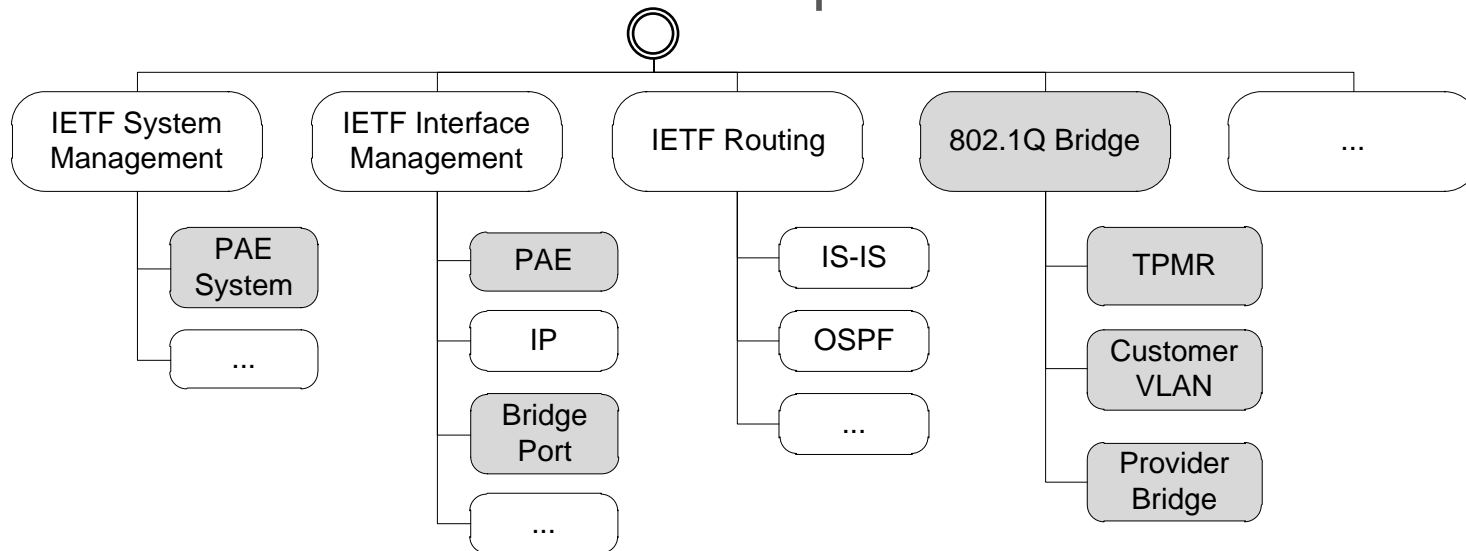 IETF System
Management
IETF Interface
Management
IETF Routing
802.1Q Bridge
...
PAE
System
...
PAE
IP
Bridge
Port
...
IS-IS
OSPF
...
TPMR
Customer
VLAN
Provider
Bridge